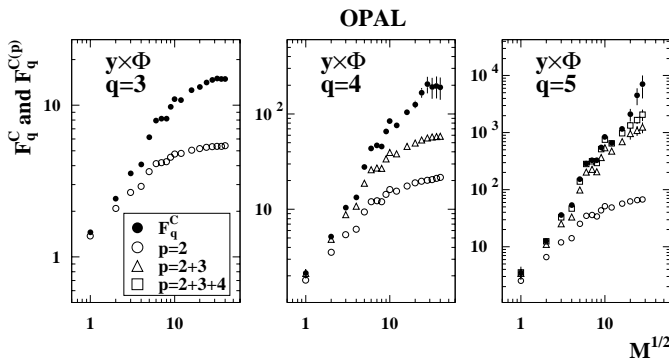 OPAL
F_q^C and F_q^C(p)
y×Φ
q=3
10
1
F_q^C
p=2
p=2+3
p=2+3+4
1
10
y×Φ
q=4
10^2
10
1
10
y×Φ
q=5
10^4
10^3
10^2
10
1
10
M^1/2